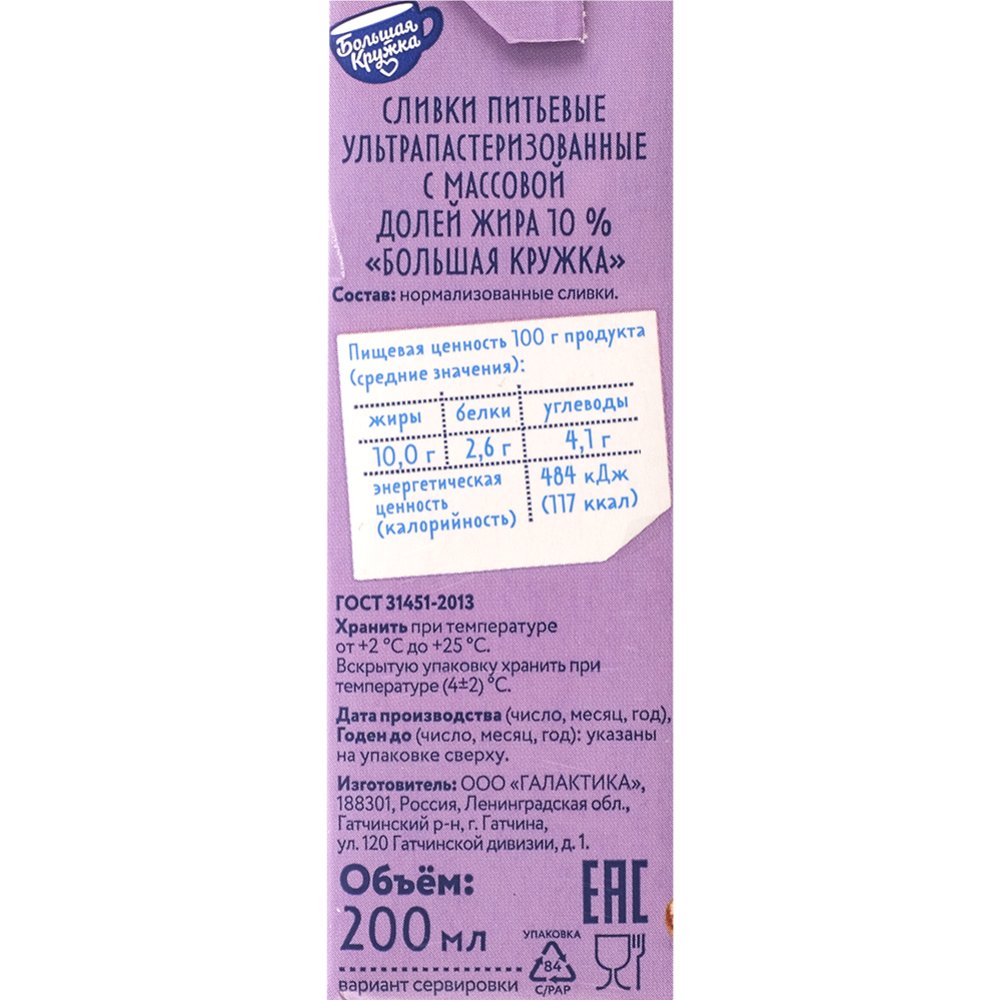 Большая
Кружка
СЛИВКИ ПИТЬЕВЫЕ
УЛЬТРАПАСТЕРИЗОВАННЫЕ
С МАССОВОЙ
ДОЛЕЙ ЖИРА 10 %
«БОЛЬШАЯ КРУЖКА»
Состав: нормализованные сливки.
Пищевая ценность 100 г продукта
(средние значения):
жиры белки углеводы
10,0 г 2,6 г 4,1 г
энергетическая
ценность
(калорийность)
484 кДж
(117 ккал)
ГОСТ 31451-2013
Хранить при температуре
от +2 °С до +25 °С.
Вскрытую упаковку хранить при
температуре (4±2) °С.
Дата производства (число, месяц, год),
Годен до (число, месяц, год): указаны
на упаковке сверху.
Изготовитель: ООО «ГАЛАКТИКА»,
188301, Россия, Ленинградская обл.,
Гатчинский р-н, г. Гатчина,
ул. 120 Гатчинской дивизии, д. 1.
Объём:
200 мл
ЕАС
УПАКОВКА
84
C/PAP
вариант сервировки